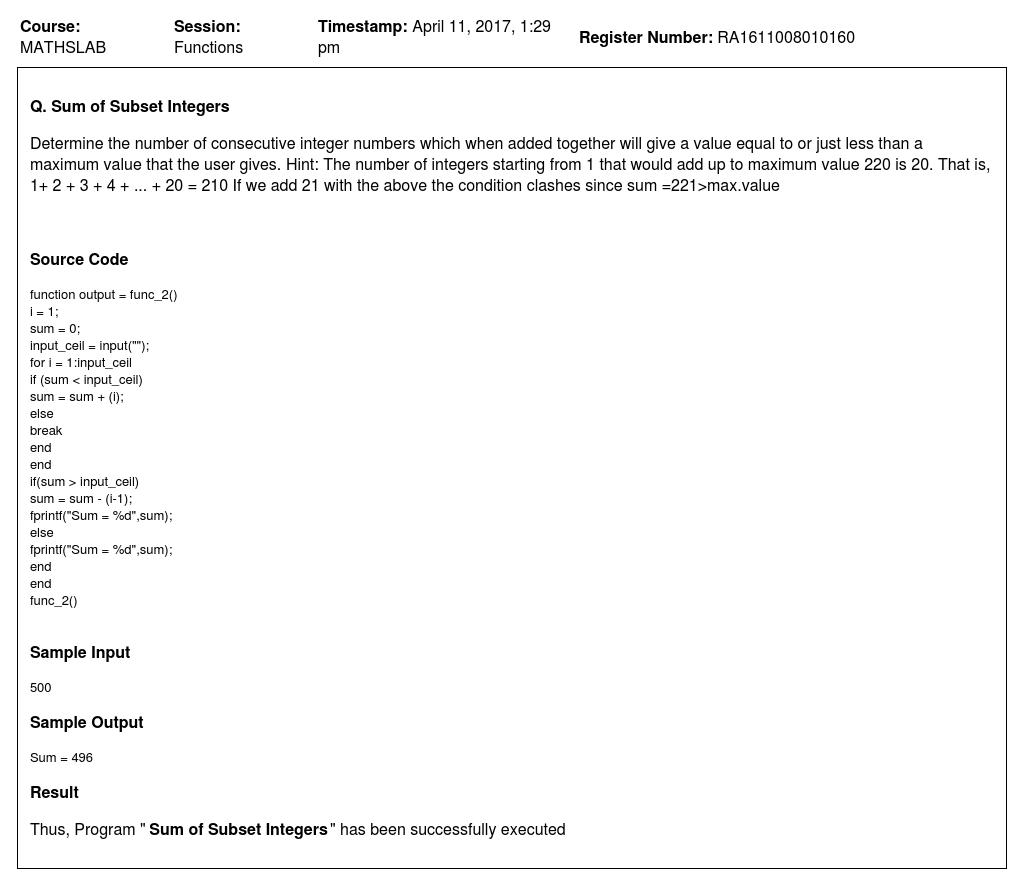 Course: MATHSLAB
Session: Functions
Timestamp: April 11, 2017, 1:29 pm
Register Number: RA1611008010160
Q. Sum of Subset Integers
Determine the number of consecutive integer numbers which when added together will give a value equal to or just less than a
maximum value that the user gives. Hint: The number of integers starting from 1 that would add up to maximum value 220 is 20. That is,
1+ 2 + 3 + 4 + ... + 20 = 210 If we add 21 with the above the condition clashes since sum =221>max.value
Source Code
function output = func_2()
i = 1;
sum = 0;
input_ceil = input("");
for i = 1:input_ceil
if (sum < input_ceil)
sum = sum + (i);
else
break
end
end
if(sum > input_ceil)
sum = sum - (i-1);
fprintf("Sum = %d",sum);
else
fprintf("Sum = %d",sum);
end
end
func_2()
Sample Input
500
Sample Output
Sum = 496
Result
Thus, Program " Sum of Subset Integers" has been successfully executed